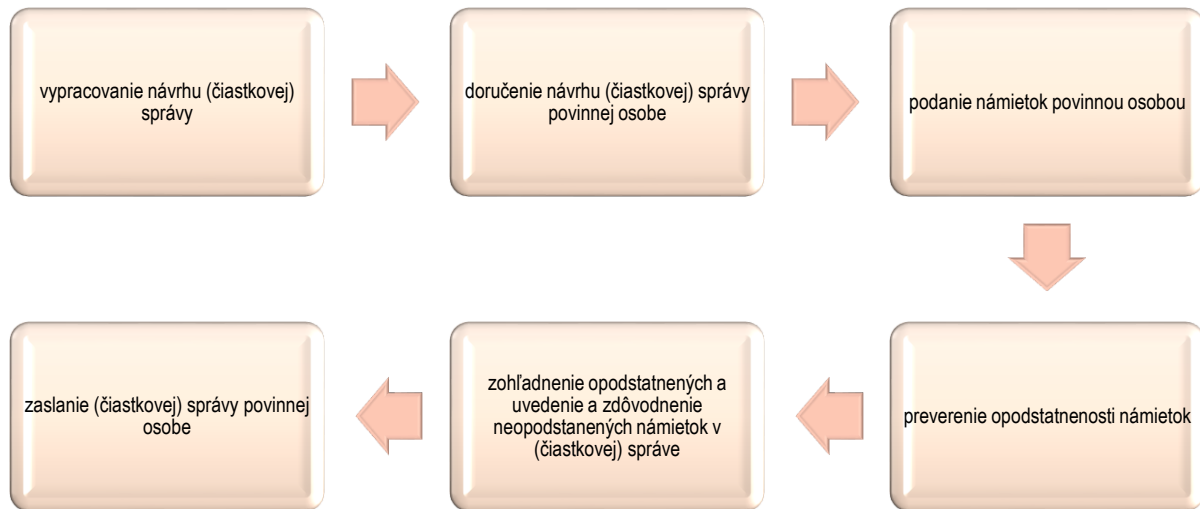 vypracovanie návrhu (čiastkovej)
správy
doručenie návrhu (čiastkovej) správy
povinnej osobe
podanie námietok povinnou osobou
preverenie opodstatnenosti námietok
zohľadnenie opodstatnených a
uvedenie a zdôvodnenie
neopodstanených námietok v
(čiastkovej) správe
zaslanie (čiastkovej) správy povinnej
osobe